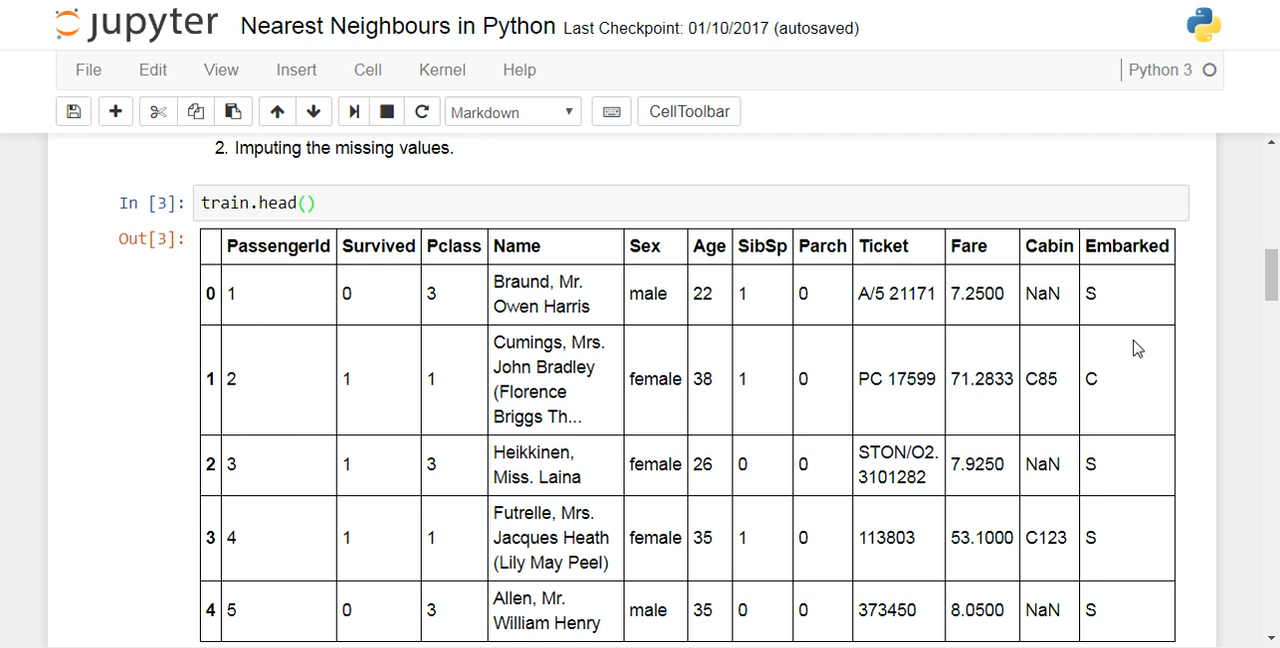 jupyter Nearest Neighbours in Python Last Checkpoint: 01/10/2017 (autosaved)
File Edit View Insert Cell Kernel Help Python 3
Markdown CellToolbar
2. Imputing the missing values.
In [3]: train.head()
Out[3]:
PassengerId Survived Pclass Name Sex Age SibSp Parch Ticket Fare Cabin Embarked
0 1 0 3 Braund, Mr. Owen Harris male 22 1 0 A/5 21171 7.2500 NaN S
1 2 1 1 Cumings, Mrs. John Bradley (Florence Briggs Th... female 38 1 0 PC 17599 71.2833 C85 C
2 3 1 3 Heikkinen, Miss. Laina female 26 0 0 STON/O2. 3101282 7.9250 NaN S
3 4 1 1 Futrelle, Mrs. Jacques Heath (Lily May Peel) female 35 1 0 113803 53.1000 C123 S
4 5 0 3 Allen, Mr. William Henry male 35 0 0 373450 8.0500 NaN S